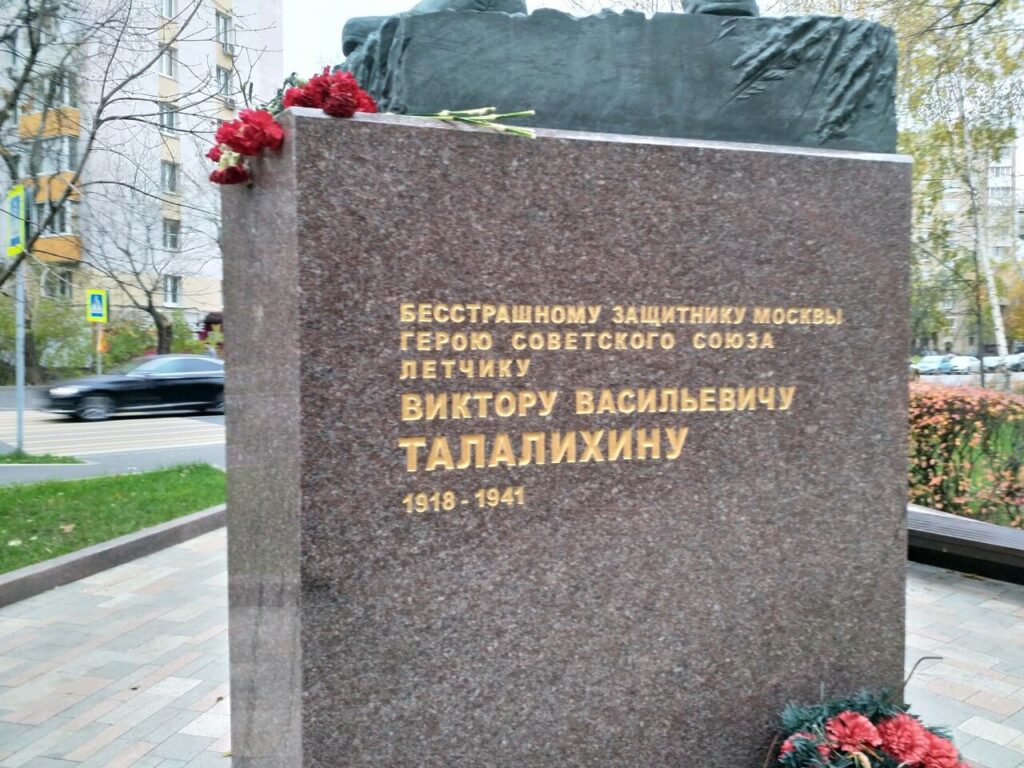 БЕССТРАШНОМУ ЗАЩИТНИКУ МОСКВЫ
ГЕРОЮ СОВЕТСКОГО СОЮЗА
ЛЕТЧИКУ
ВИКТОРУ ВАСИЛЬЕВИЧУ
ТАЛАЛИХИНУ
1918 - 1941